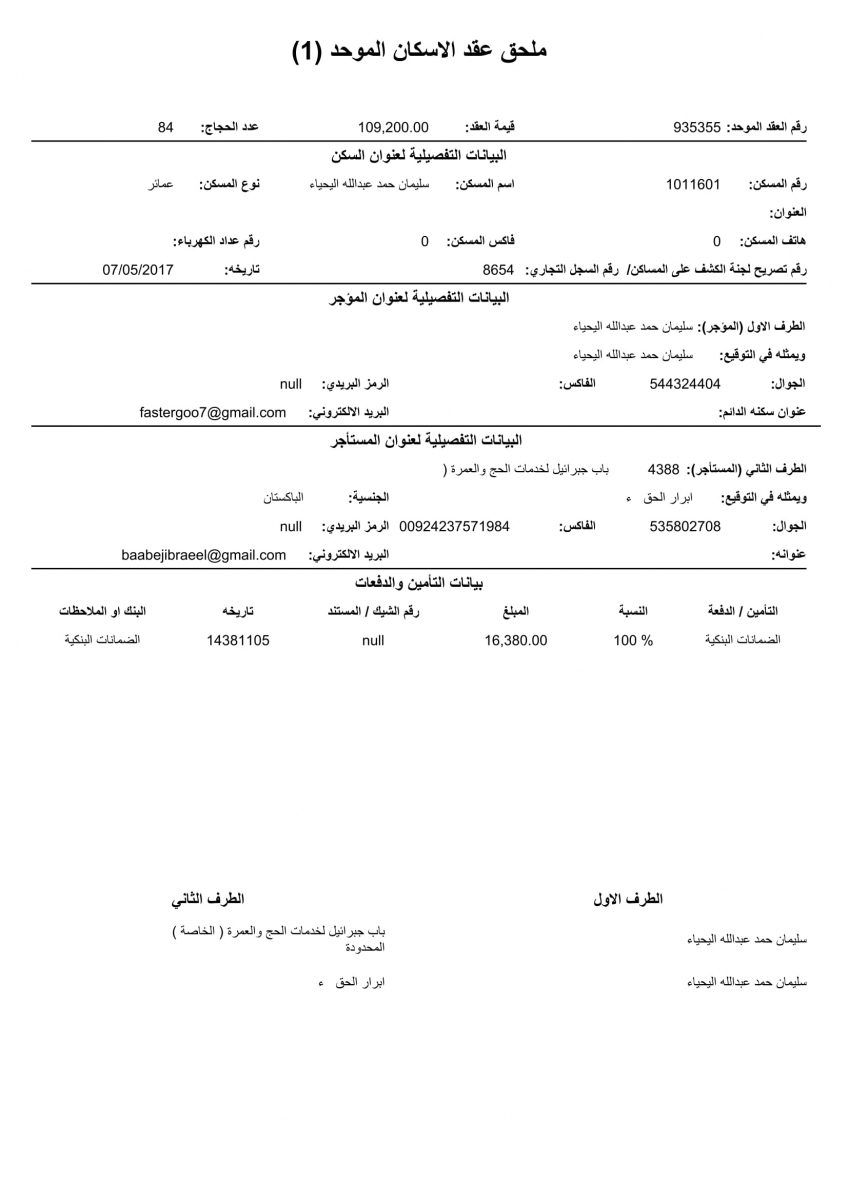 ملحق عقد الاسكان الموحد (1)
رقم العقد الموحد: 935355 قيمة العقد: 109,200.00 عدد الحجاج: 84
البيانات التفصيلية لعنوان السكن
رقم المسكن: 1011601 اسم المسكن: سليمان حمد عبدالله اليحياء نوع المسكن: عمائر
العنوان:
هاتف المسكن: 0 فاكس المسكن: 0 رقم عداد الكهرباء:
رقم تصريح لجنة الكشف على المساكن/ رقم السجل التجاري: 8654 تاريخه: 07/05/2017
البيانات التفصيلية لعنوان المؤجر
الطرف الاول (المؤجر): سليمان حمد عبدالله اليحياء
ويمثله في التوقيع: سليمان حمد عبدالله اليحياء
الجوال: 544324404 الفاكس: الرمز البريدي: null
عنوان سكنه الدائم: البريد الالكتروني: fastergoo7@gmail.com
البيانات التفصيلية لعنوان المستأجر
الطرف الثاني (المستأجر): 4388 باب جبرائيل لخدمات الحج والعمرة (
ويمثله في التوقيع: ابرار الحق ء الجنسية: الباكستان
الجوال: 535802708 الفاكس: 00924237571984 الرمز البريدي: null
عنوانه: البريد الالكتروني: baabejibraeel@gmail.com
بيانات التأمين والدفعات
التأمين / الدفعة النسبة المبلغ رقم الشيك / المستند تاريخه البنك او الملاحظات
الضمانات البنكية 100 % 16,380.00 null 14381105 الضمانات البنكية
الطرف الاول الطرف الثاني
سليمان حمد عبدالله اليحياء باب جبرائيل لخدمات الحج والعمرة ( الخاصة )
المحدودة
سليمان حمد عبدالله اليحياء ابرار الحق ء